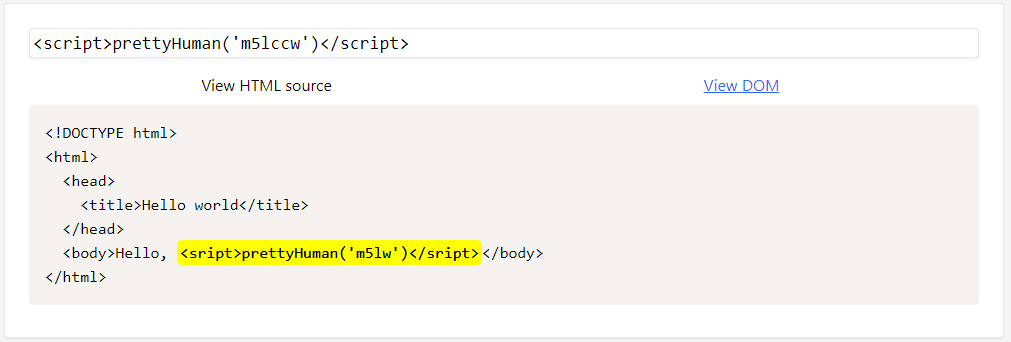 <script>prettyHuman('m5lccw')</script>
View HTML source
View DOM
<!DOCTYPE html>
<html>
  <head>
    <title>Hello world</title>
  </head>
  <body>Hello, <sript>prettyHuman('m5lw')</sript></body>
</html>